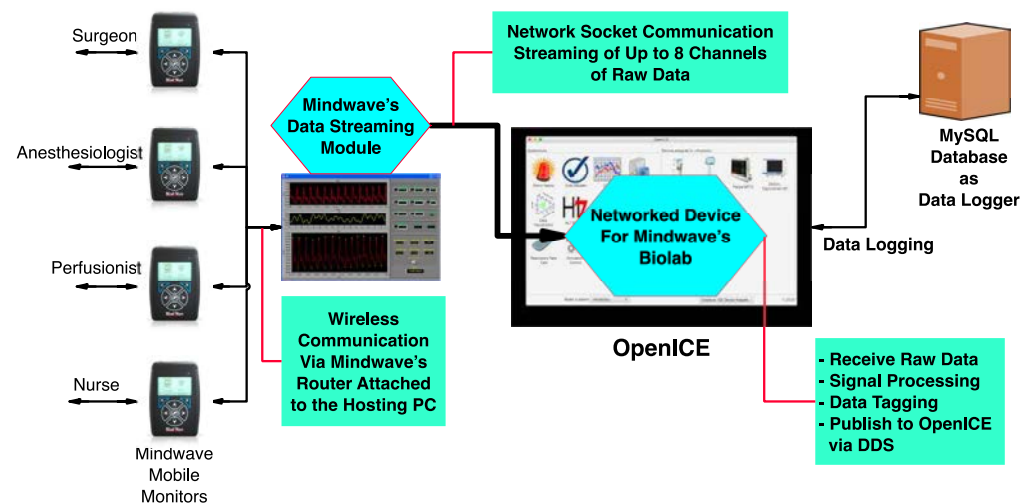 Surgeon
Anesthesiologist
Perfusionist
Nurse
Mindwave
Mobile
Monitors
Mindwave's
Data Streaming
Module
Wireless
Communication
Via Mindwave's
Router Attached
to the Hosting PC
Network Socket Communication
Streaming of Up to 8 Channels
of Raw Data
Networked Device
For Mindwave's
Biolab
OpenICE
- Receive Raw Data
- Signal Processing
- Data Tagging
- Publish to OpenICE
via DDS
Data Logging
MySQL
Database
as
Data Logger